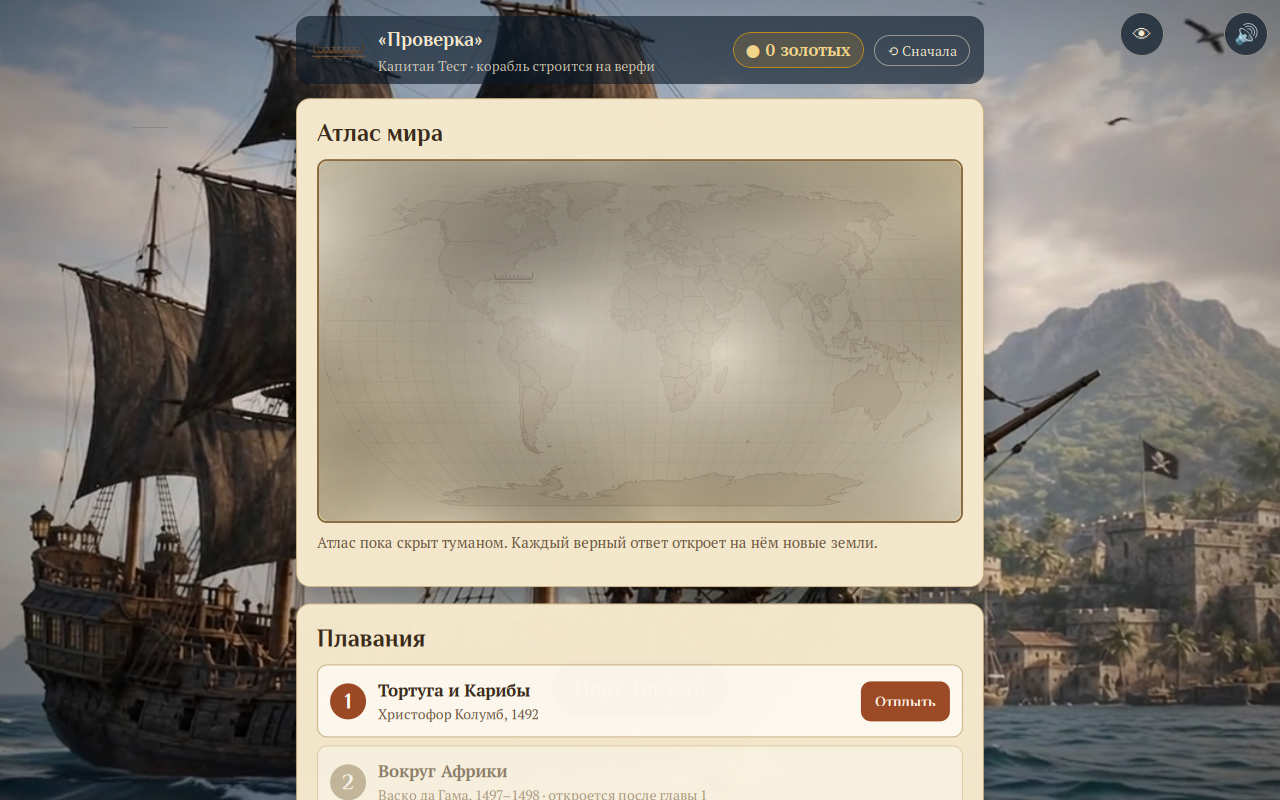 «Проверка»
Капитан Тест · корабль строится на верфи
0 золотых
⟲ Сначала
Атлас мира
Атлас пока скрыт туманом. Каждый верный ответ откроет на нём новые земли.
Плавания
1
Тортуга и Карибы
Христофор Колумб, 1492
Отплыть
2
Вокруг Африки
Васко да Гама, 1497–1498 · откроется после главы 1